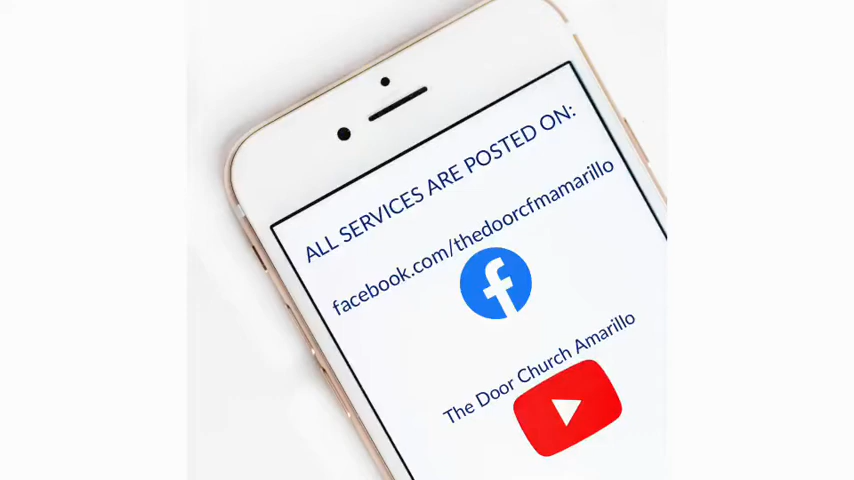 ALL SERVICES ARE POSTED ON:
facebook.com/thedoorcfmamarillo
The Door Church Amarillo